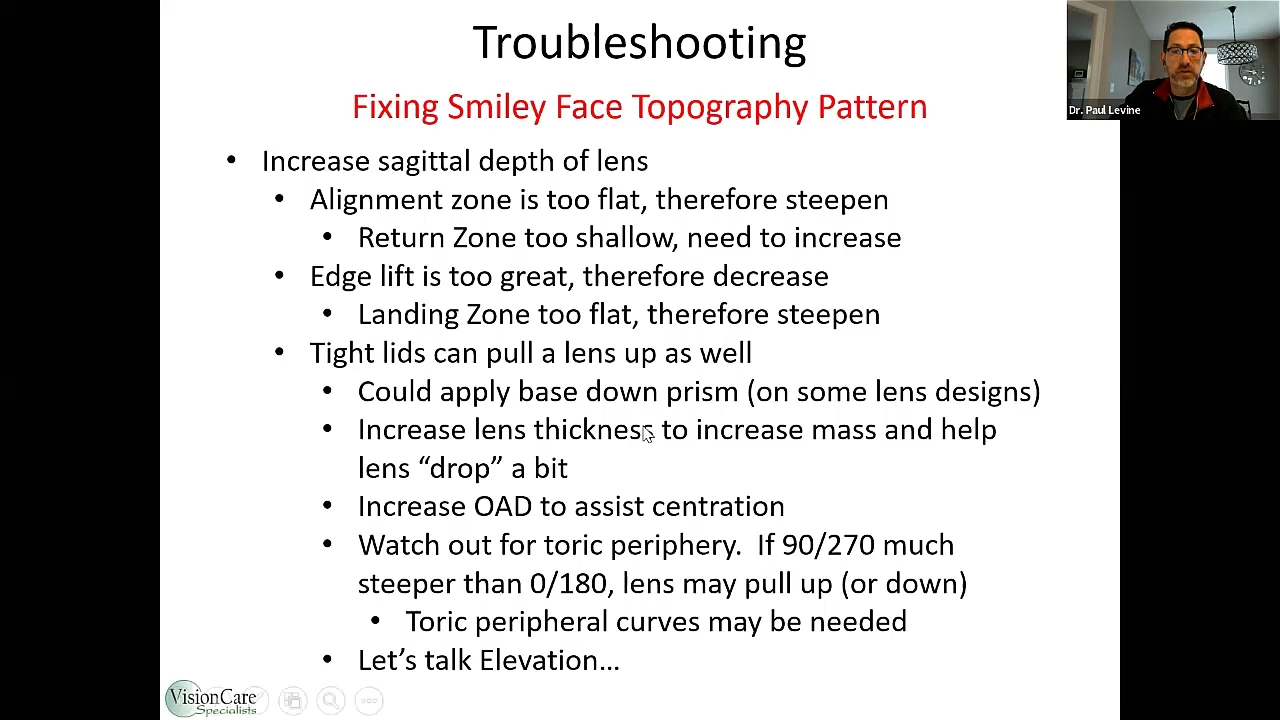 Troubleshooting
Dr. Paul Levine
Fixing Smiley Face Topography Pattern
• Increase sagittal depth of lens
• Alignment zone is too flat, therefore steepen
• Return Zone too shallow, need to increase
• Edge lift is too great, therefore decrease
• Landing Zone too flat, therefore steepen
• Tight lids can pull a lens up as well
• Could apply base down prism (on some lens designs)
• Increase lens thickness to increase mass and help
lens “drop” a bit
• Increase OAD to assist centration
• Watch out for toric periphery.  If 90/270 much
steeper than 0/180, lens may pull up (or down)
• Toric peripheral curves may be needed
• Let’s talk Elevation…
VisionCare
Specialists